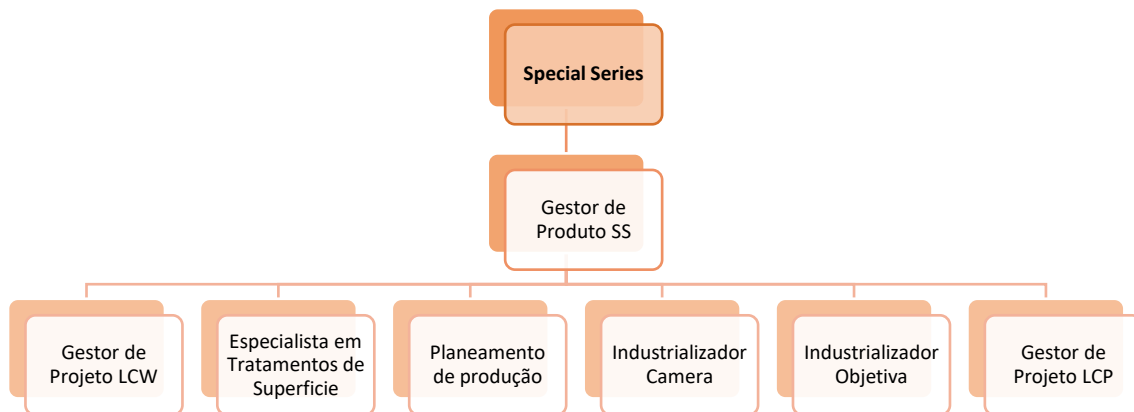 Special Series
Gestor de
Produto SS
Gestor de
Projeto LCW
Especialista em
Tratamentos de
Superficie
Planeamento
de produção
Industrializador
Camera
Industrializador
Objetiva
Gestor de
Projeto LCP